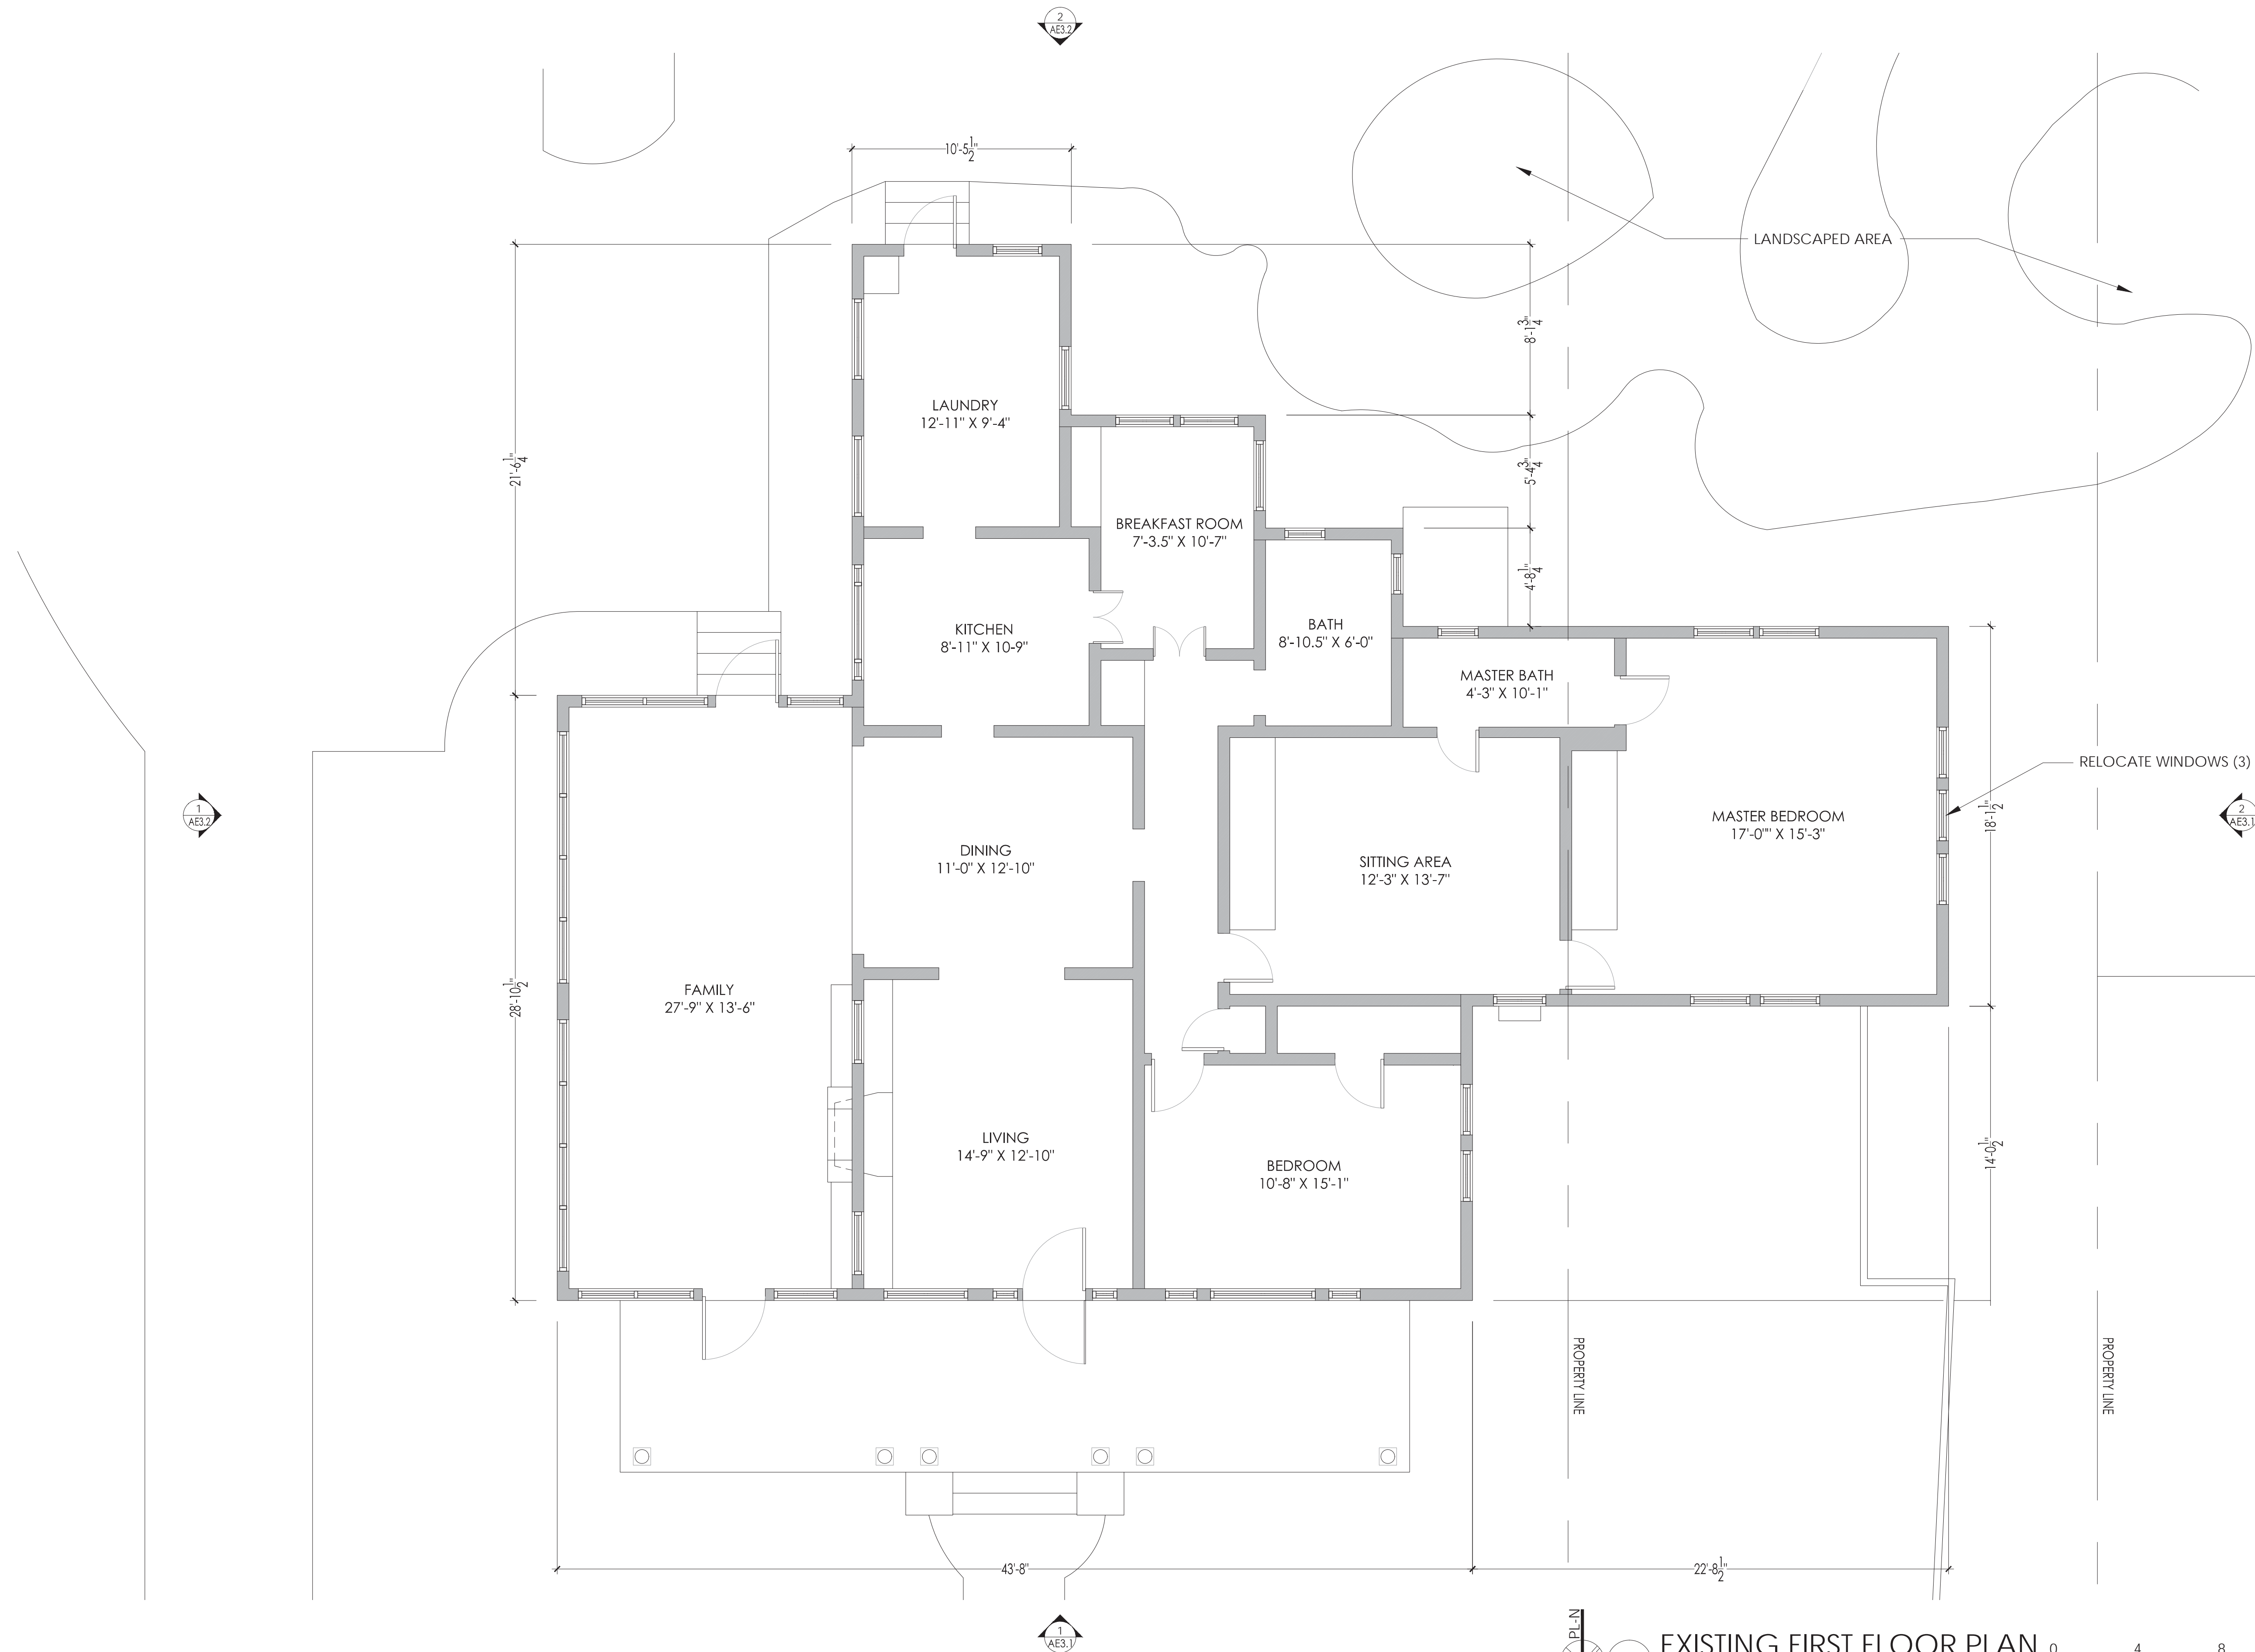 2
AE3.2
10'-5 1/2"
LANDSCAPED AREA
8'-1 3/4"
LAUNDRY
12'-11" X 9'-4"
21'-6 1/4"
5'-4 3/4"
BREAKFAST ROOM
7'-3.5" X 10'-7"
4'-8 1/4"
KITCHEN
8'-11" X 10-9"
BATH
8'-10.5" X 6'-0"
MASTER BATH
4'-3" X 10'-1"
RELOCATE WINDOWS (3)
1
AE3.2
2
AE3.1
18'-1 1/2"
MASTER BEDROOM
17'-0"" X 15'-3"
DINING
11'-0" X 12'-10"
SITTING AREA
12'-3" X 13'-7"
FAMILY
27'-9" X 13'-6"
28'-10 1/2"
LIVING
14'-9" X 12'-10"
14'-0 1/2"
BEDROOM
10'-8" X 15'-1"
PROPERTY LINE
PROPERTY LINE
43'-8"
22'-8 1/2"
1
AE3.1
PL-N
EXISTING FIRST FLOOR PLAN
0 4 8